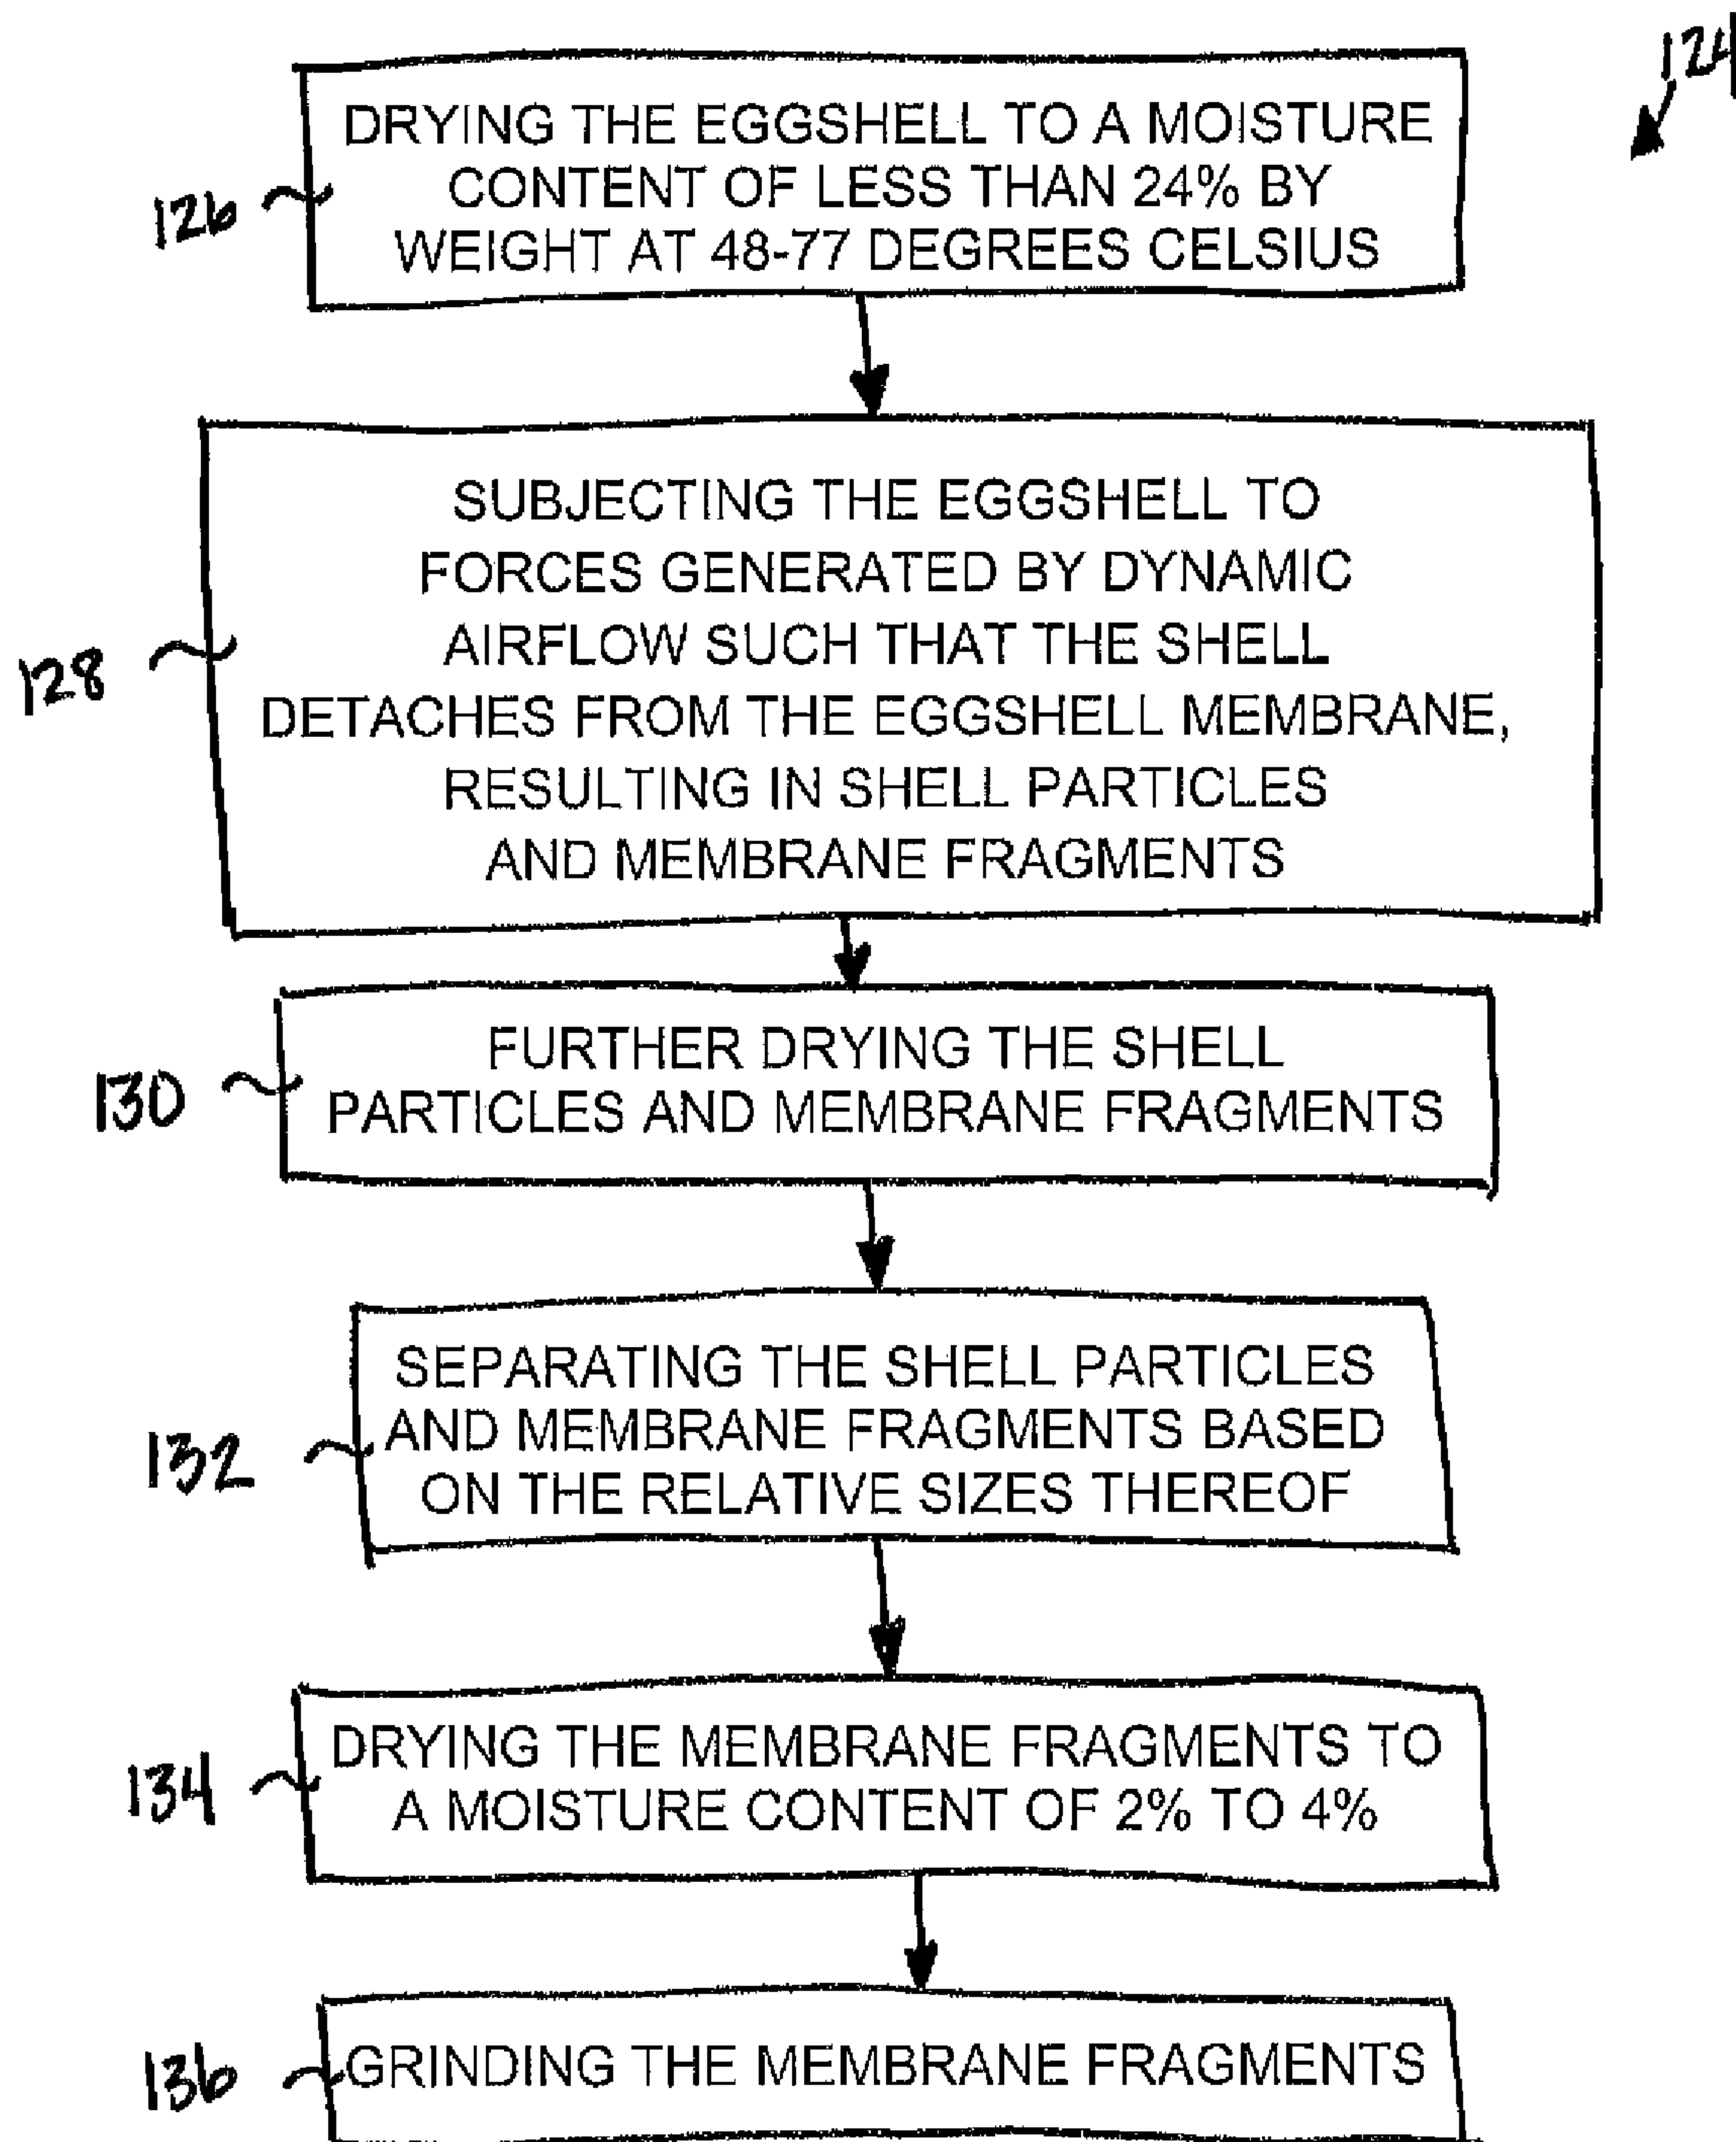 124
DRYING THE EGGSHELL TO A MOISTURE
CONTENT OF LESS THAN 24% BY
WEIGHT AT 48-77 DEGREES CELSIUS
126
SUBJECTING THE EGGSHELL TO
FORCES GENERATED BY DYNAMIC
AIRFLOW SUCH THAT THE SHELL
DETACHES FROM THE EGGSHELL MEMBRANE,
RESULTING IN SHELL PARTICLES
AND MEMBRANE FRAGMENTS
128
FURTHER DRYING THE SHELL
PARTICLES AND MEMBRANE FRAGMENTS
130
SEPARATING THE SHELL PARTICLES
AND MEMBRANE FRAGMENTS BASED
ON THE RELATIVE SIZES THEREOF
132
DRYING THE MEMBRANE FRAGMENTS TO
A MOISTURE CONTENT OF 2% TO 4%
134
GRINDING THE MEMBRANE FRAGMENTS
136